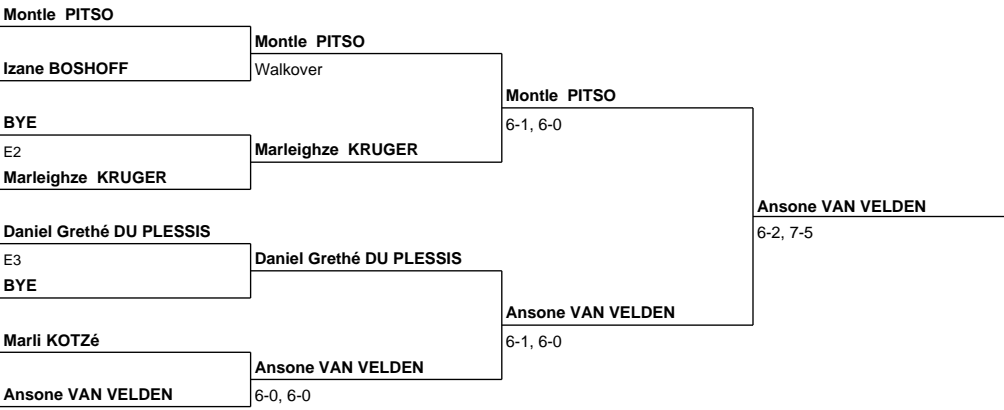 Montle PITSO
Izane BOSHOFF
BYE
E2
Marleighze KRUGER
Daniel Grethé DU PLESSIS
E3
BYE
Marli KOTZé
Ansone VAN VELDEN
Montle PITSO
Walkover
Marleighze KRUGER
Daniel Grethé DU PLESSIS
Ansone VAN VELDEN
6-0, 6-0
Montle PITSO
6-1, 6-0
Ansone VAN VELDEN
6-1, 6-0
Ansone VAN VELDEN
6-2, 7-5